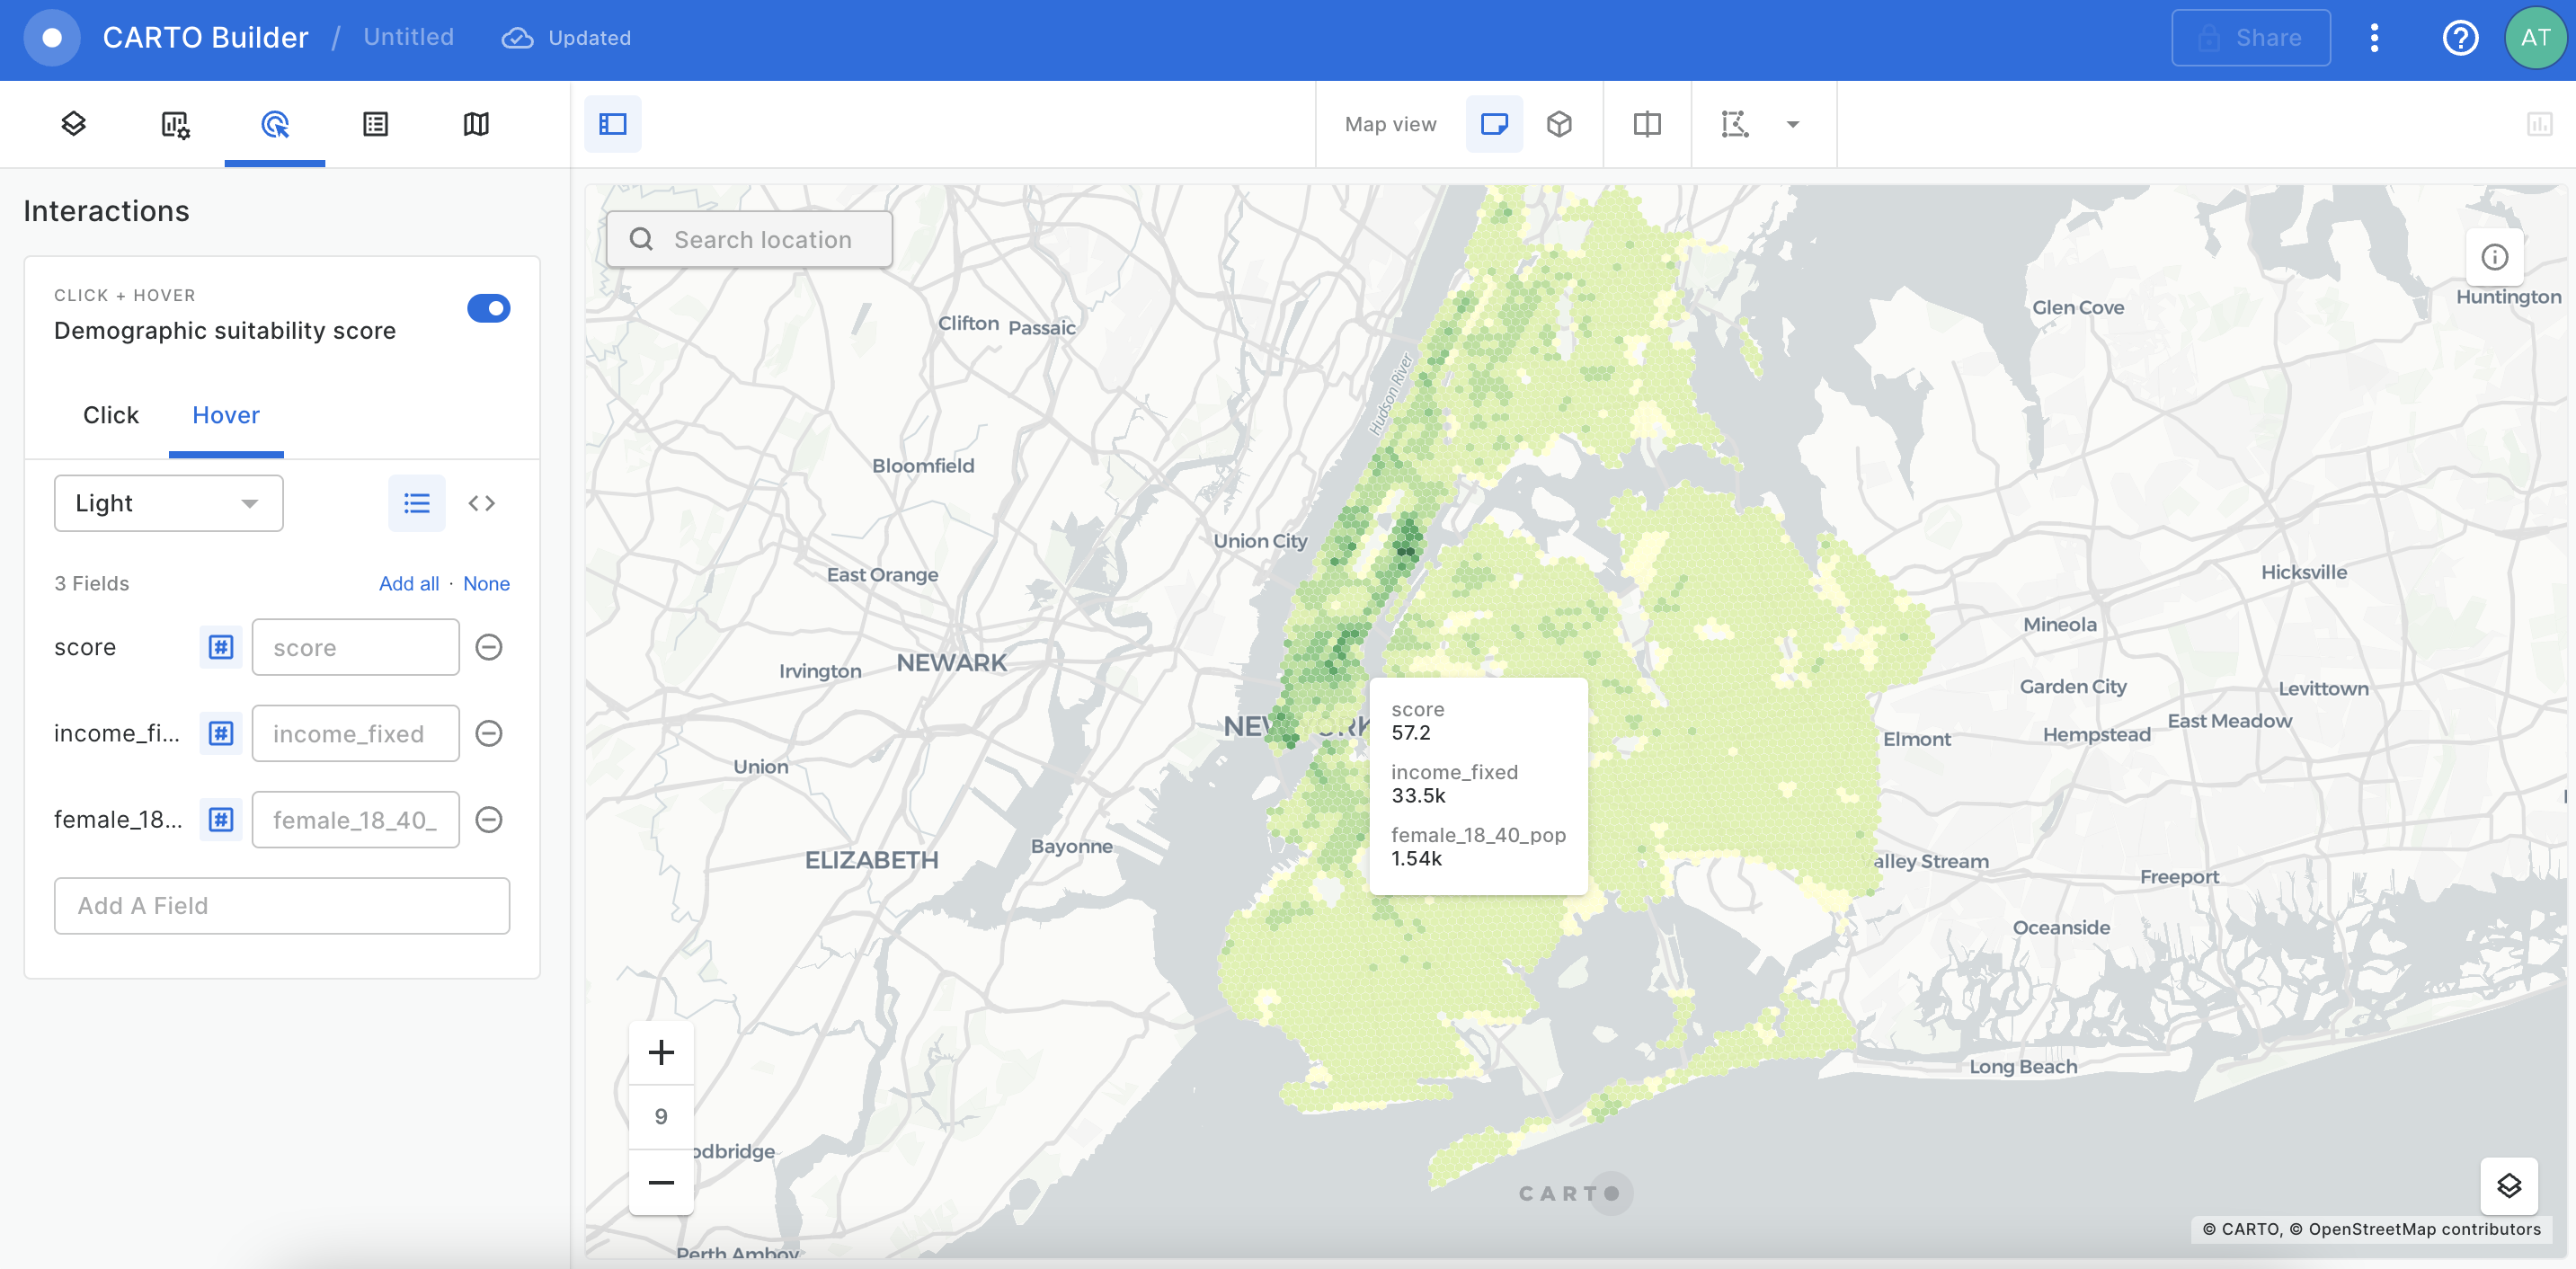 CARTO Builder / Untitled Updated Share AT
Map view
Interactions
CLICK + HOVER
Demographic suitability score
Click Hover
Light
3 Fields Add all · None
score score
income_fi... income_fixed
female_18... female_18_40_
Add A Field
Search location
Huntington
Glen Cove
Clifton
Passaic
Hudson River
Bloomfield
Union City
East Orange
Hicksville
Mineola
Irvington
NEWARK
Garden City
Levittown
East Meadow
Hempstead
Elmont
score
57.2
income_fixed
33.5k
female_18_40_pop
1.54k
Union
Bayonne
ELIZABETH
alley Stream
Freeport
Oceanside
Long Beach
9
odbridge
Perth Amboy
CARTO
© CARTO, © OpenStreetMap contributors